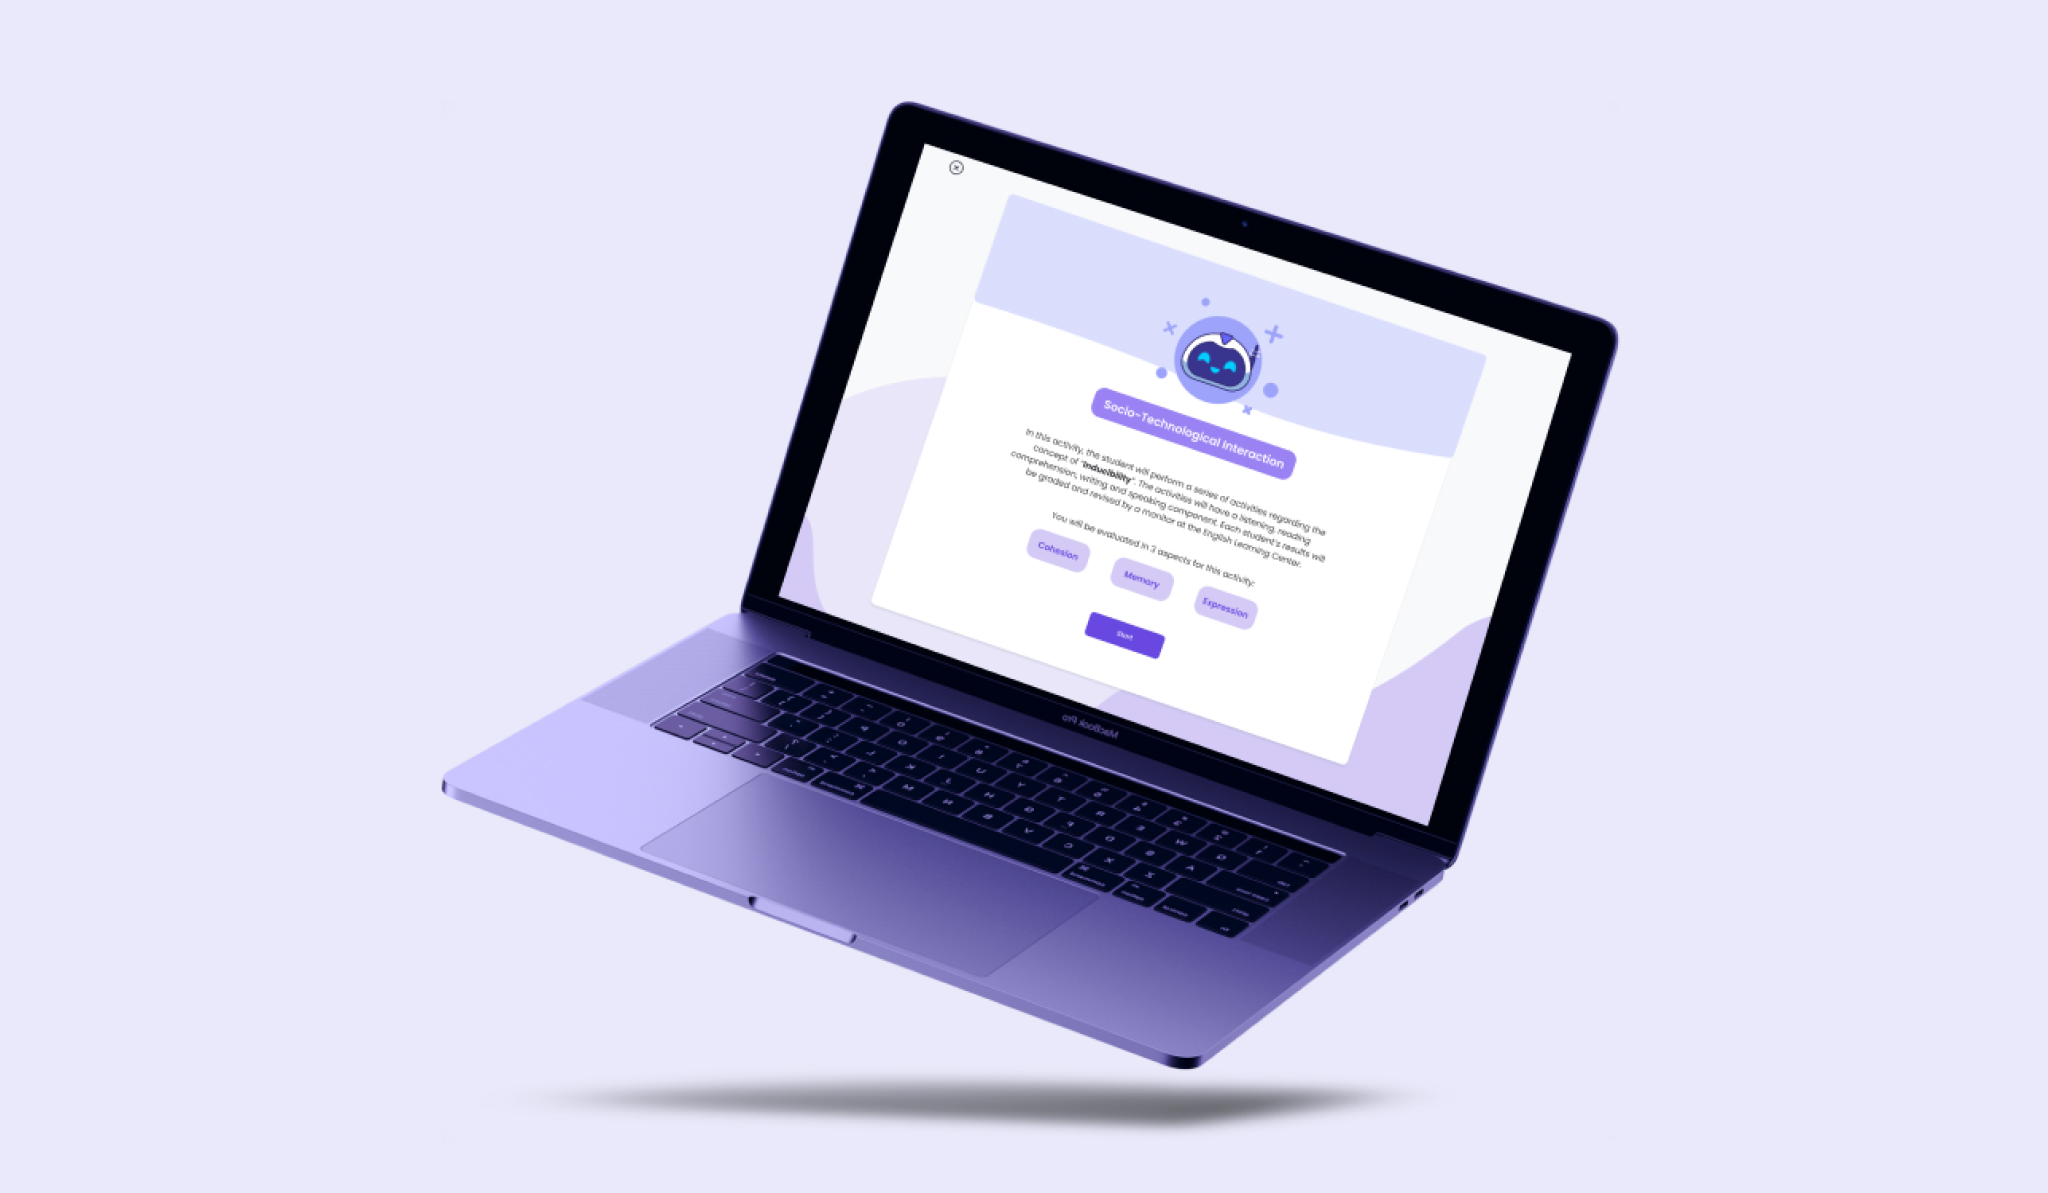 Socio-Technological Interaction
In this activity, the student will perform a series of activities regarding the
concept of "Inducibility". The activities will have a listening, reading
comprehension, writing and speaking component. Each student's results will
be graded and revised by a monitor at the English Learning Center.
You will be evaluated in 3 aspects for this activity:
Cohesion
Memory
Expression
Start
MacBook Pro